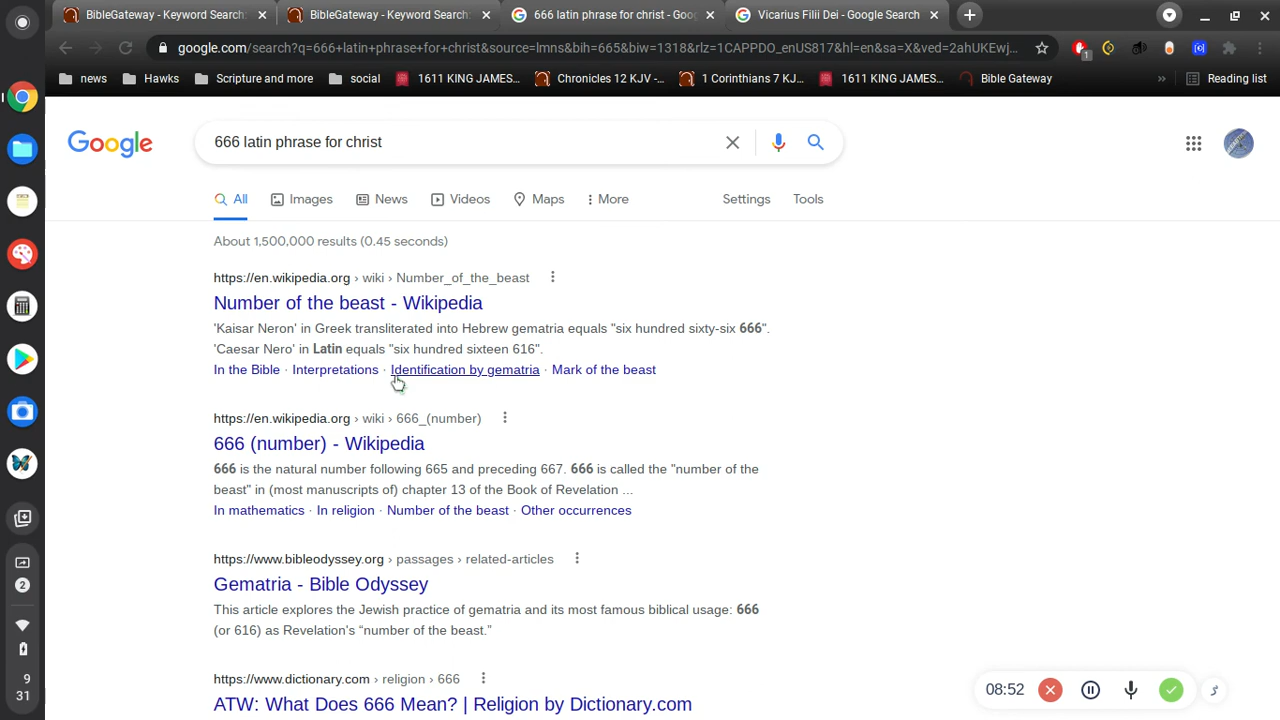 BibleGateway - Keyword Search:
BibleGateway - Keyword Search:
666 latin phrase for christ - Goo
Vicarius Filii Dei - Google Search
google.com/search?q=666+latin+phrase+for+christ&source=lmns&bih=665&biw=1318&rlz=1CAPPDO_enUS817&hl=en&sa=X&ved=2ahUKEwj...
1
news
Hawks
Scripture and more
social
1611 KING JAMES...
Chronicles 12 KJV -...
1 Corinthians 7 KJ...
1611 KING JAMES...
Bible Gateway
»
Reading list
Google
666 latin phrase for christ
All
Images
News
Videos
Maps
More
Settings
Tools
About 1,500,000 results (0.45 seconds)
https://en.wikipedia.org › wiki › Number_of_the_beast
Number of the beast - Wikipedia
'Kaisar Neron' in Greek transliterated into Hebrew gematria equals "six hundred sixty-six 666".
'Caesar Nero' in Latin equals "six hundred sixteen 616".
In the Bible · Interpretations · Identification by gematria · Mark of the beast
https://en.wikipedia.org › wiki › 666_(number)
666 (number) - Wikipedia
666 is the natural number following 665 and preceding 667. 666 is called the "number of the
beast" in (most manuscripts of) chapter 13 of the Book of Revelation ...
In mathematics · In religion · Number of the beast · Other occurrences
https://www.bibleodyssey.org › passages › related-articles
Gematria - Bible Odyssey
This article explores the Jewish practice of gematria and its most famous biblical usage: 666
(or 616) as Revelation's “number of the beast.”
https://www.dictionary.com › religion › 666
ATW: What Does 666 Mean? | Religion by Dictionary.com
2
9
31
08:52